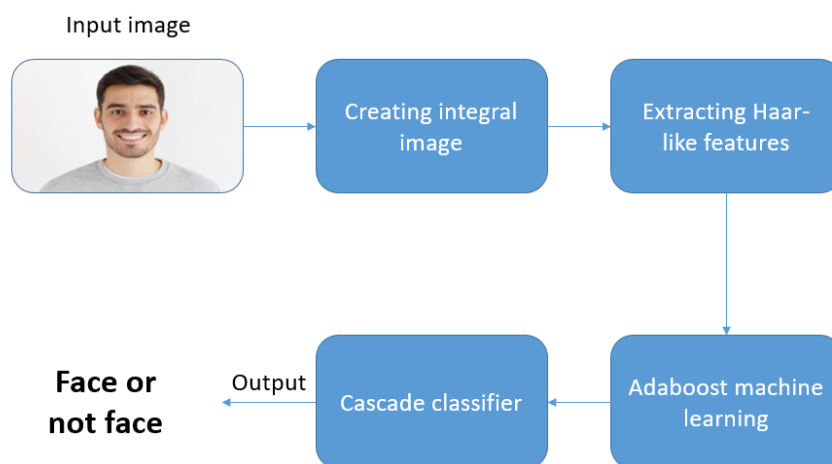 Input image
Creating integral
image
Extracting Haar-
like features
Adaboost machine
learning
Cascade classifier
Output
Face or
not face